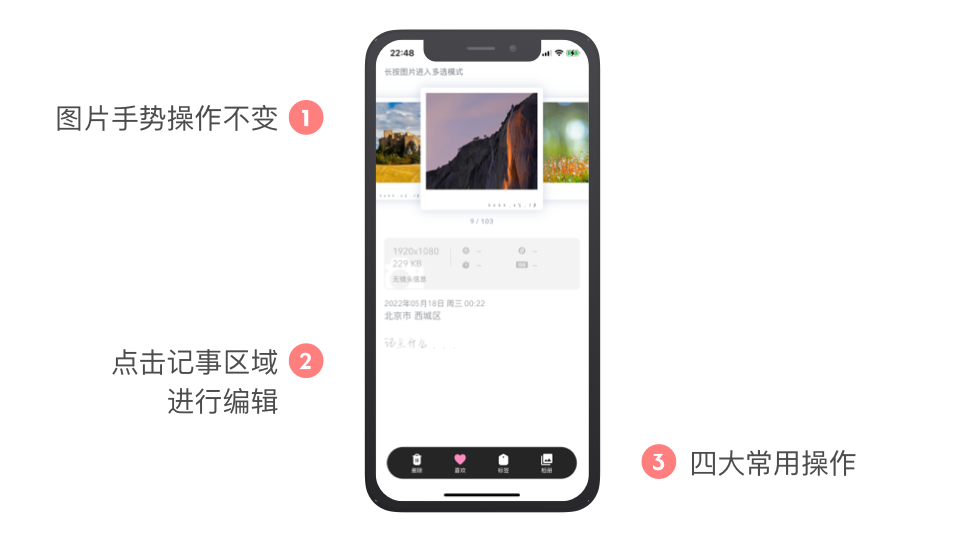 图片手势操作不变 1
点击记事区域 2
进行编辑
3 四大常用操作
22:48
长按图片进入多选模式
9 / 103
1920x1080
229 KB
无镜头信息
2022年05月18日 周三 00:22
北京市 西城区
记点什么...
删除
喜欢
标签
相册